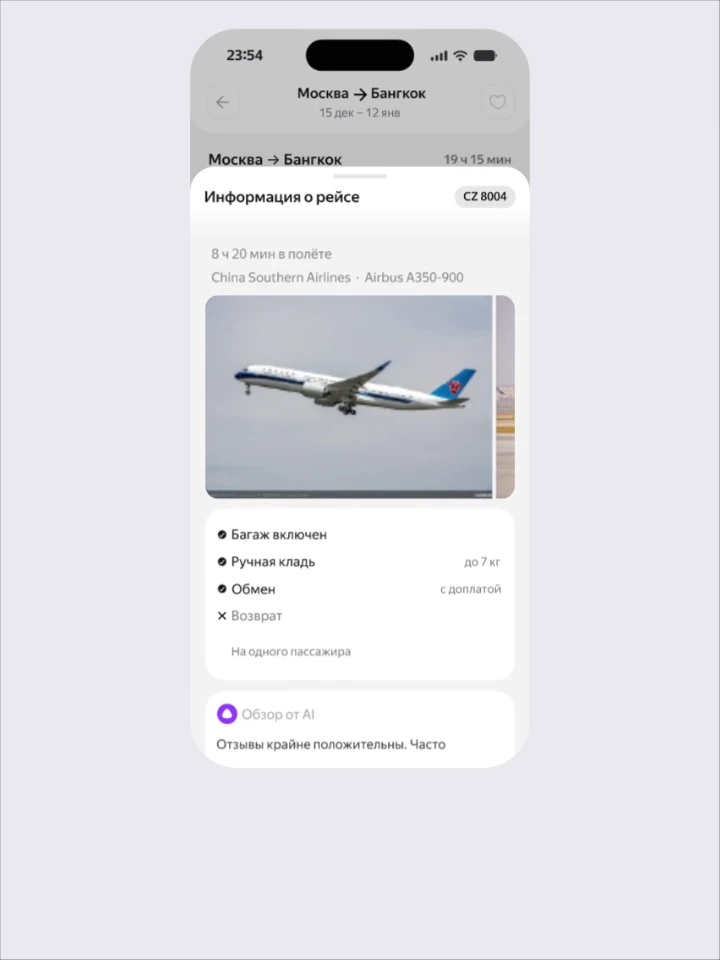 23:54
Москва → Бангкок
15 дек – 12 янв
Москва → Бангкок 19 ч 15 мин
Информация о рейсе CZ 8004
8 ч 20 мин в полёте
China Southern Airlines · Airbus A350-900
Багаж включен
Ручная кладь до 7 кг
Обмен с доплатой
Возврат
На одного пассажира
Обзор от AI
Отзывы крайне положительны. Часто